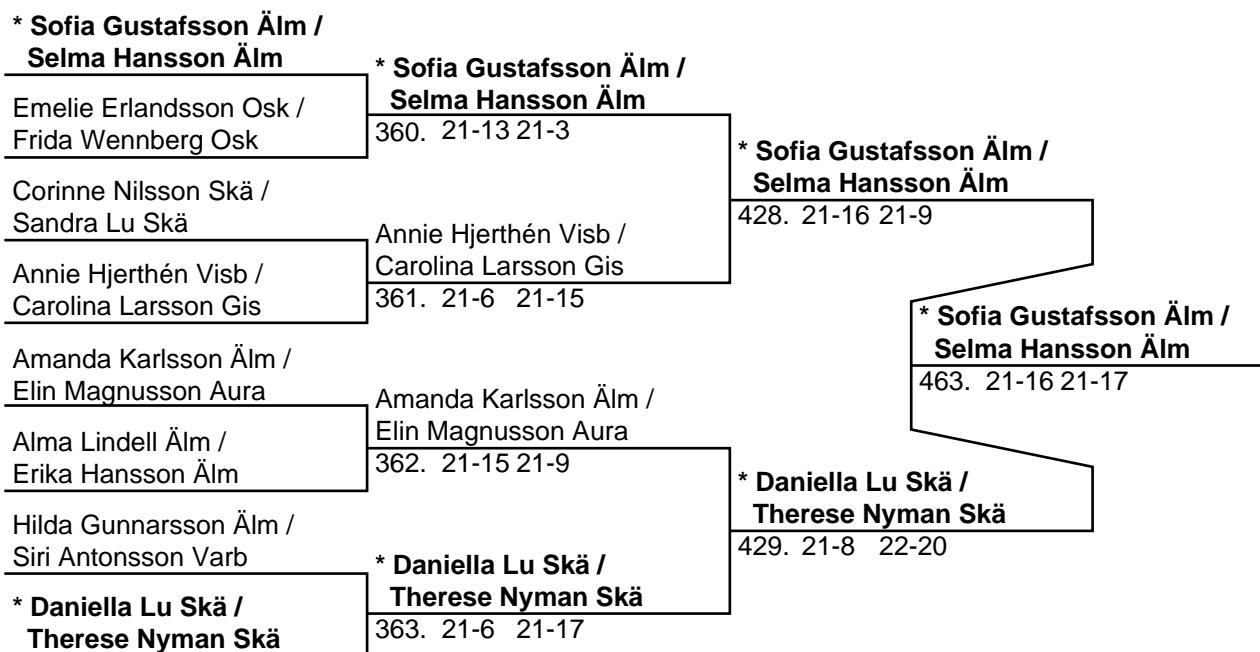 * Sofia Gustafsson Älm /
Selma Hansson Älm
Emelie Erlandsson Osk /
Frida Wennberg Osk
Corinne Nilsson Skä /
Sandra Lu Skä
Annie Hjerthén Visb /
Carolina Larsson Gis
Amanda Karlsson Älm /
Elin Magnusson Aura
Alma Lindell Älm /
Erika Hansson Älm
Hilda Gunnarsson Älm /
Siri Antonsson Varb
* Daniella Lu Skä /
Therese Nyman Skä
* Sofia Gustafsson Älm /
Selma Hansson Älm
360. 21-13 21-3
Annie Hjerthén Visb /
Carolina Larsson Gis
361. 21-6 21-15
Amanda Karlsson Älm /
Elin Magnusson Aura
362. 21-15 21-9
* Daniella Lu Skä /
Therese Nyman Skä
363. 21-6 21-17
* Sofia Gustafsson Älm /
Selma Hansson Älm
428. 21-16 21-9
* Daniella Lu Skä /
Therese Nyman Skä
429. 21-8 22-20
* Sofia Gustafsson Älm /
Selma Hansson Älm
463. 21-16 21-17